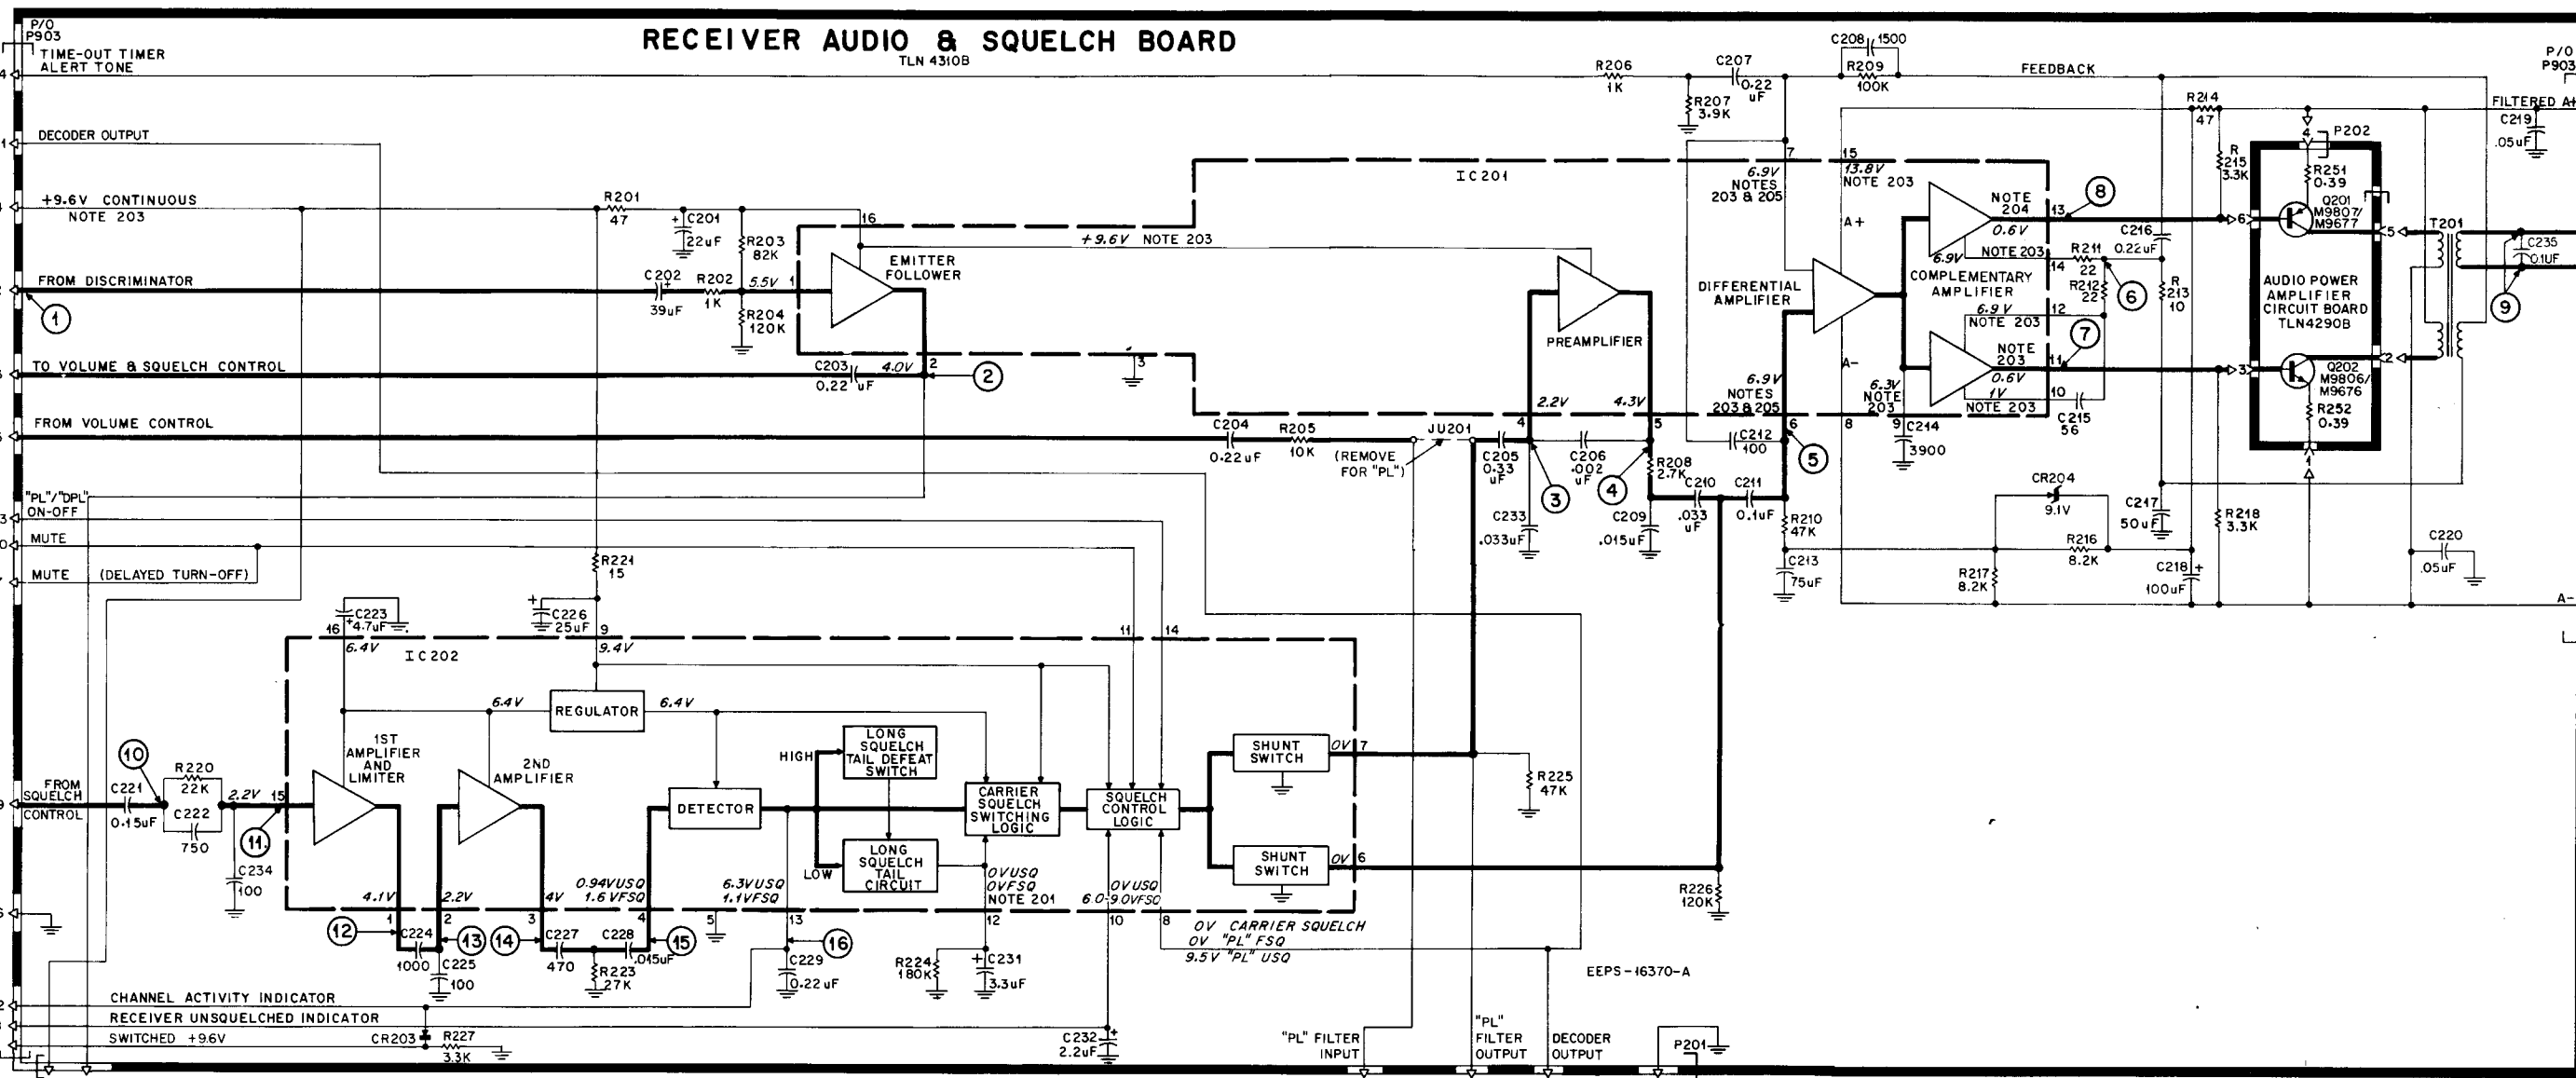 RECEIVER AUDIO & SQUELCH BOARD
TLN 4310B
P/O
P903
TIME-OUT TIMER
ALERT TONE
4
DECODER OUTPUT
1
+9.6V CONTINUOUS
NOTE 203
FROM DISCRIMINATOR
2
1
TO VOLUME & SQUELCH CONTROL
FROM VOLUME CONTROL
"PL"/"DPL"
ON-OFF
3
MUTE
0
MUTE (DELAYED TURN-OFF)
R201
47
C201
+
22uF
R203
82K
C202
+
39uF
R202
1K
R204
120K
5.5V
1
16
+9.6V NOTE 203
EMITTER
FOLLOWER
C203
0.22 uF
4.0V
2
2
3
IC201
R206
1K
R207
3.9K
C207
0.22
uF
C208
1500
R209
100K
FEEDBACK
R214
47
P/O
P903
FILTERED A+
C219
.05uF
7
6.9V
NOTES
203 & 205
15
13.8V
NOTE 203
A+
A-
DIFFERENTIAL
AMPLIFIER
NOTE
204
0.6V
13
8
6.9V
NOTE 203
14
R211
22
R212
22
6
COMPLEMENTARY
AMPLIFIER
6.9V
NOTE 203
12
NOTE
203
0.6V
11
7
1V
NOTE 203
10
C215
56
C216
0.22uF
R
213
10
R
215
3.3K
4
P202
R251
0.39
Q201
M9807/
M9677
6
5
T201
C235
0.1UF
9
AUDIO POWER
AMPLIFIER
CIRCUIT BOARD
TLN4290B
3
2
Q202
M9806/
M9676
R252
0.39
1
PREAMPLIFIER
2.2V
4
4.3V
5
6.9V
NOTES
203 & 205
6
5
8
6.3V
NOTE
203
9
C214
3900
C204
0.22uF
R205
10K
JU201
(REMOVE
FOR "PL")
C205
0.33
uF
3
C206
.002
uF
4
R208
2.7K
C212
100
C210
.033
uF
C211
0.1uF
C233
.033uF
C209
.015uF
R210
47K
C213
75uF
CR204
9.1V
R216
8.2K
R217
8.2K
C217
50uF
C218
+
100uF
R218
3.3K
C220
.05uF
A-
R221
15
C226
+
25uF
C223
+
4.7uF
16
6.4V
9
9.4V
IC202
11
14
6.4V
REGULATOR
6.4V
FROM
SQUELCH
CONTROL
9
10
C221
0.15uF
R220
22K
C222
750
2.2V
15
11
C234
100
1ST
AMPLIFIER
AND
LIMITER
2ND
AMPLIFIER
DETECTOR
HIGH
LONG
SQUELCH
TAIL DEFEAT
SWITCH
LOW
LONG
SQUELCH
TAIL
CIRCUIT
CARRIER
SQUELCH
SWITCHING
LOGIC
SQUELCH
CONTROL
LOGIC
SHUNT
SWITCH
0V
7
SHUNT
SWITCH
0V
6
R225
47K
R226
120K
4.1V
1
2.2V
2
4V
3
0.94VUSQ
1.6 VFSQ
4
6.3VUSQ
1.1VFSQ
5
13
0VUSQ
0VFSQ
NOTE 201
12
0VUSQ
6.0-9.0VFSQ
10
8
0V CARRIER SQUELCH
0V "PL" FSQ
9.5V "PL" USQ
12
C224
1000
13
C225
100
14
C227
470
C228
.015uF
R223
27K
15
16
C229
0.22uF
R224
180K
C231
+
3.3uF
EEPS-16370-A
CHANNEL ACTIVITY INDICATOR
2
RECEIVER UNSQUELCHED INDICATOR
SWITCHED +9.6V
CR203
R227
3.3K
C232
+
2.2uF
"PL" FILTER
INPUT
"PL"
FILTER
OUTPUT
DECODER
OUTPUT
P201